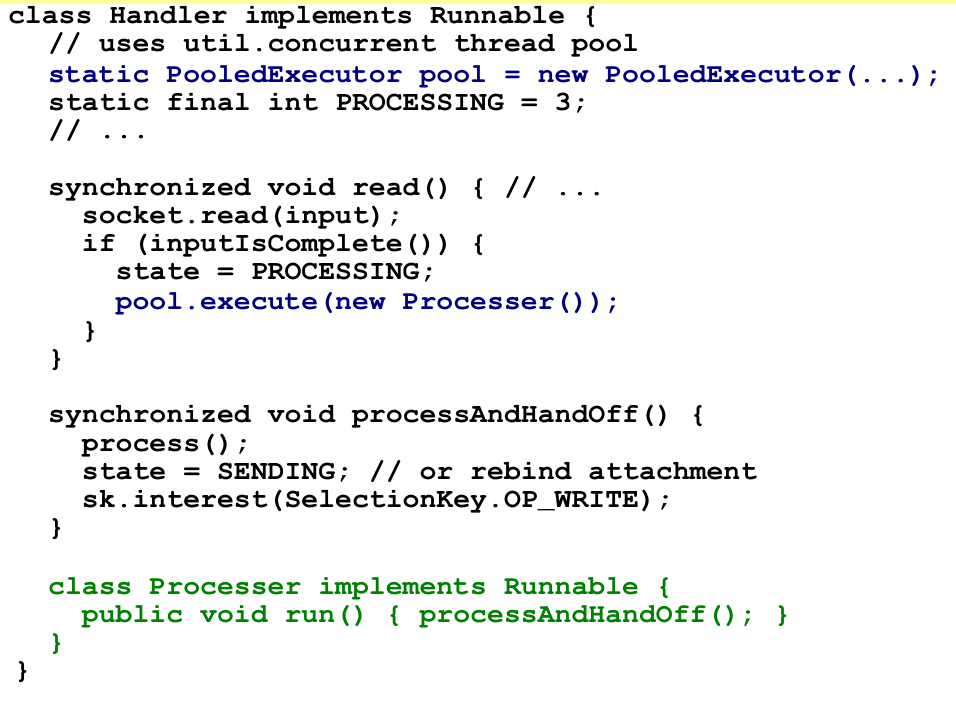 class Handler implements Runnable {
// uses util.concurrent thread pool
static PooledExecutor pool = new PooledExecutor(...);
static final int PROCESSING = 3;
// ...
synchronized void read() { // ...
socket.read(input);
if (inputIsComplete()) {
state = PROCESSING;
pool.execute(new Processer());
}
}
synchronized void processAndHandOff() {
process();
state = SENDING; // or rebind attachment
sk.interest(SelectionKey.OP_WRITE);
}
class Processer implements Runnable {
public void run() { processAndHandOff(); }
}
}